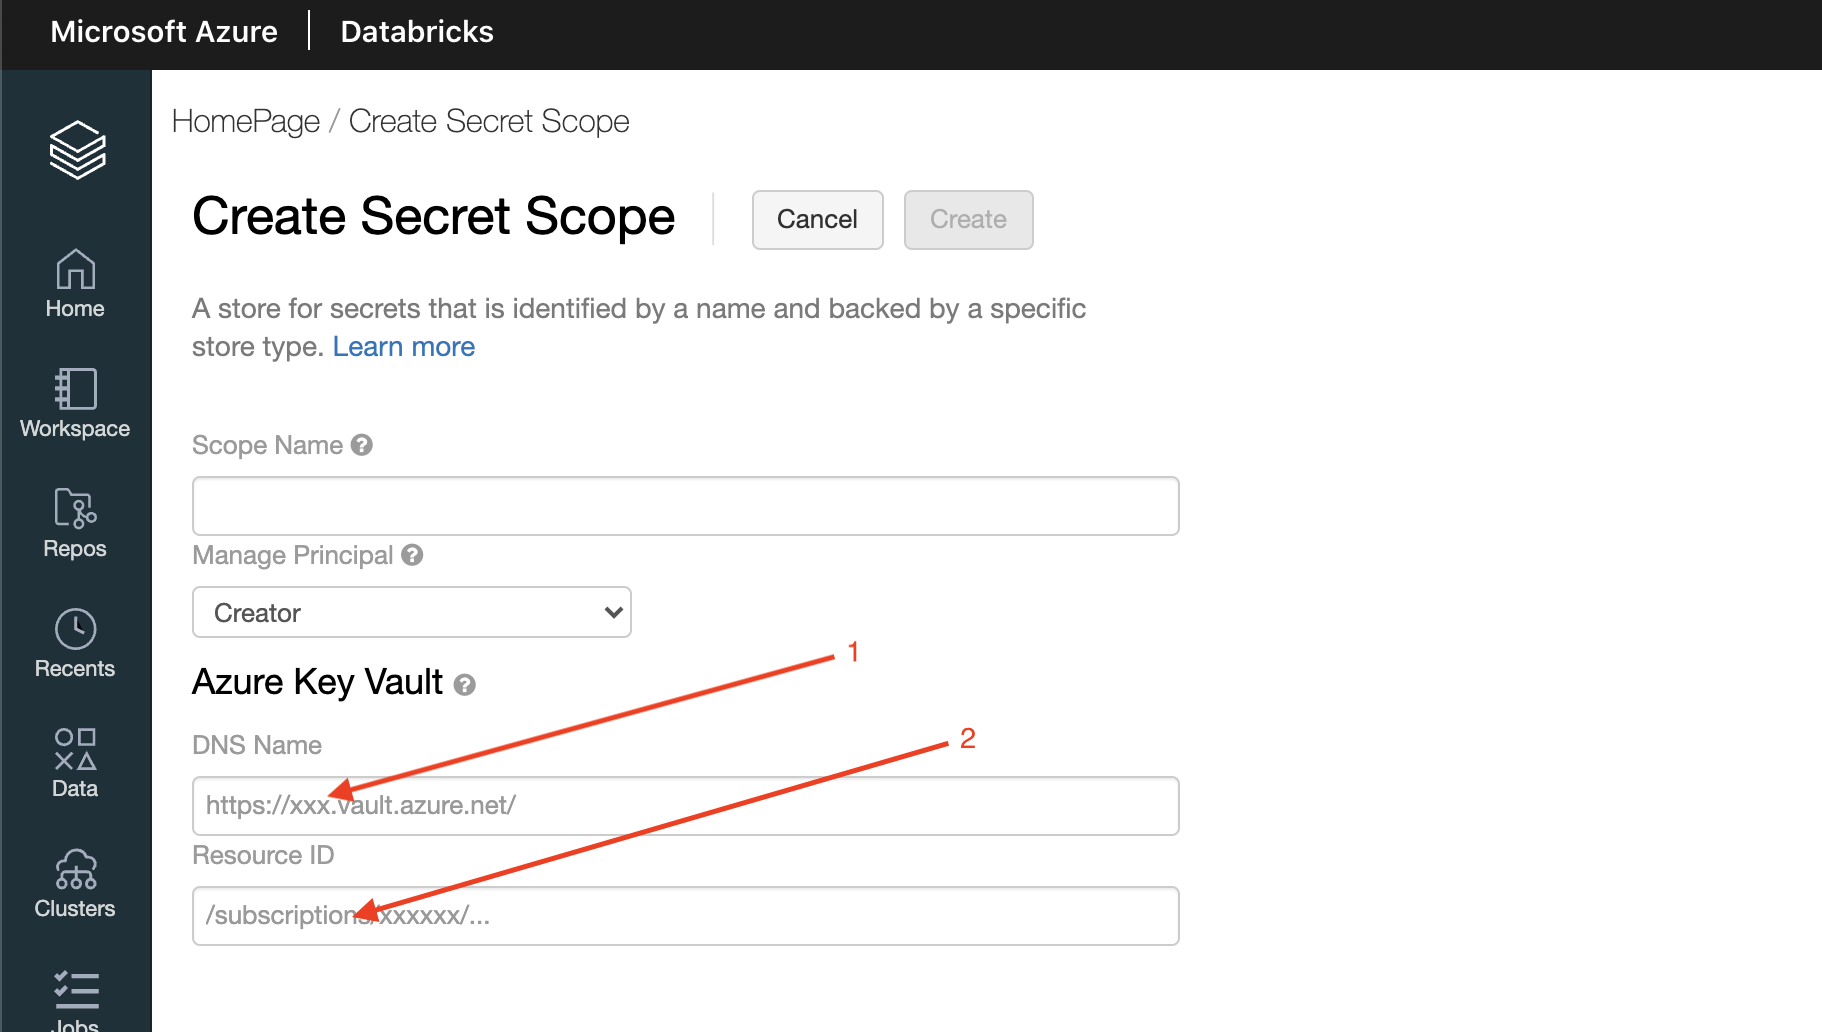 Microsoft Azure | Databricks
HomePage / Create Secret Scope
Create Secret Scope
Cancel
Create
A store for secrets that is identified by a name and backed by a specific
store type. Learn more
Scope Name
Manage Principal
Creator
1
Azure Key Vault
2
DNS Name
https://xxx.vault.azure.net/
Resource ID
/subscriptions/xxxxxx/...
Home
Workspace
Repos
Recents
Data
Clusters
Jobs